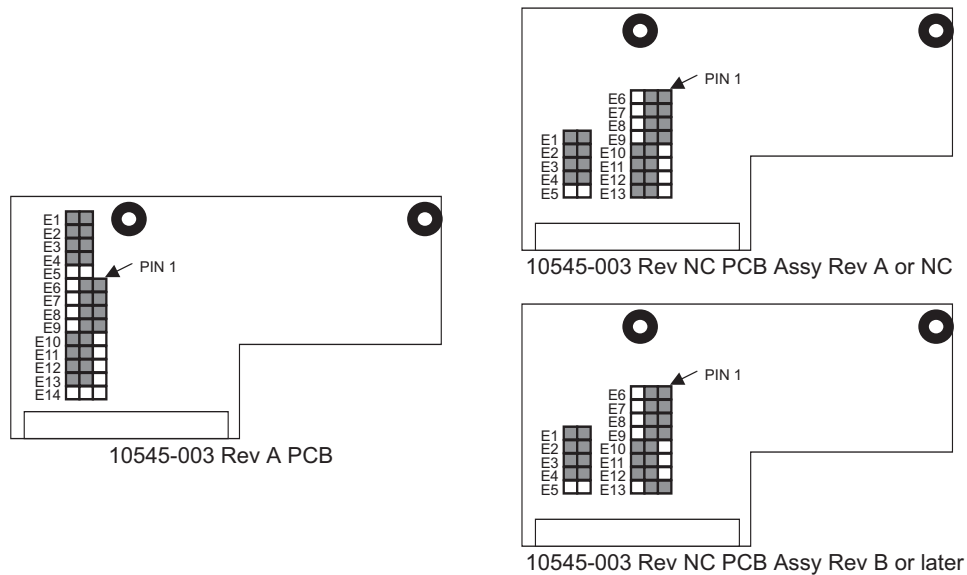 E1
E2
E3
E4
E5
E6
E7
E8
E9
E10
E11
E12
E13
E14
PIN 1
10545-003 Rev A PCB
PIN 1
E6
E7
E8
E9
E1 E10
E2 E11
E3 E12
E4 E13
E5
10545-003 Rev NC PCB Assy Rev A or NC
PIN 1
E6
E7
E8
E9
E1 E10
E2 E11
E3 E12
E4 E13
E5
10545-003 Rev NC PCB Assy Rev B or later